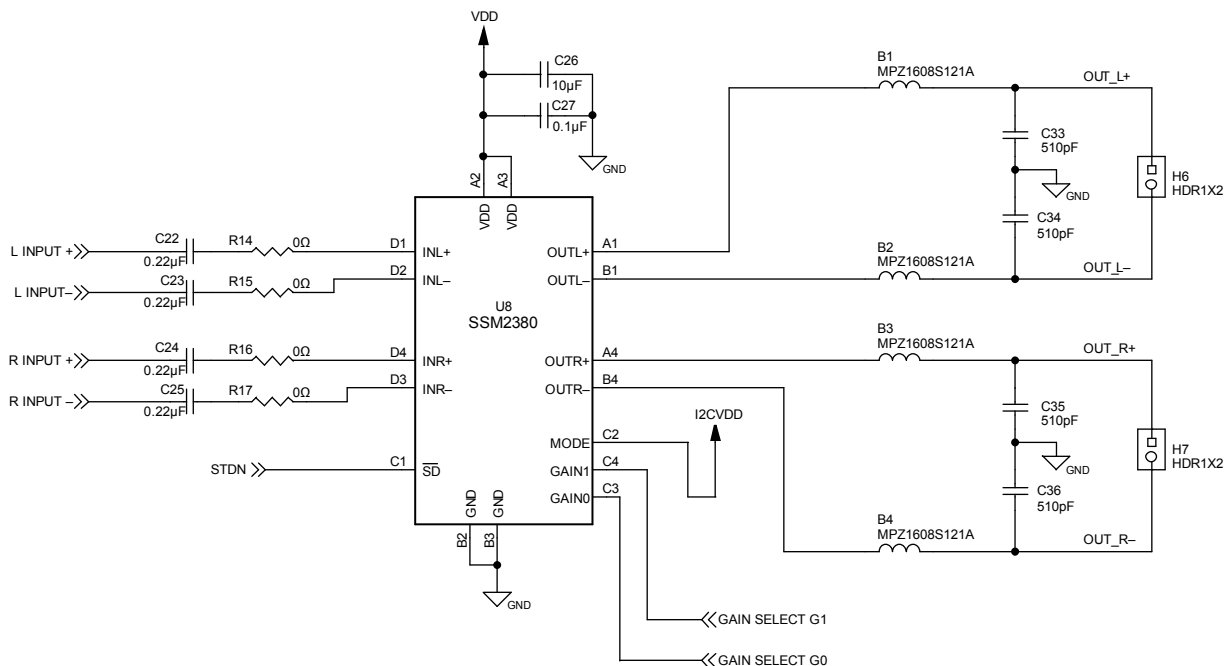 VDD
C26
10µF
C27
0.1µF
GND
A2
A3
VDD
VDD
B1
MPZ1608S121A
OUT_L+
C33
510pF
GND
C34
510pF
H6
HDR1X2
B2
MPZ1608S121A
OUT_L–
L INPUT +
C22
0.22µF
R14
0Ω
D1
INL+
OUTL+
A1
L INPUT–
C23
0.22µF
R15
0Ω
D2
INL–
OUTL–
B1
U8
SSM2380
R INPUT +
C24
0.22µF
R16
0Ω
D4
INR+
OUTR+
A4
R INPUT –
C25
0.22µF
R17
0Ω
D3
INR–
OUTR–
B4
B3
MPZ1608S121A
OUT_R+
C35
510pF
GND
C36
510pF
H7
HDR1X2
B4
MPZ1608S121A
OUT_R–
I2CVDD
MODE
C2
STDN
C1
SD
GAIN1
C4
GAIN0
C3
GND
GND
B2
B3
GND
GAIN SELECT G1
GAIN SELECT G0